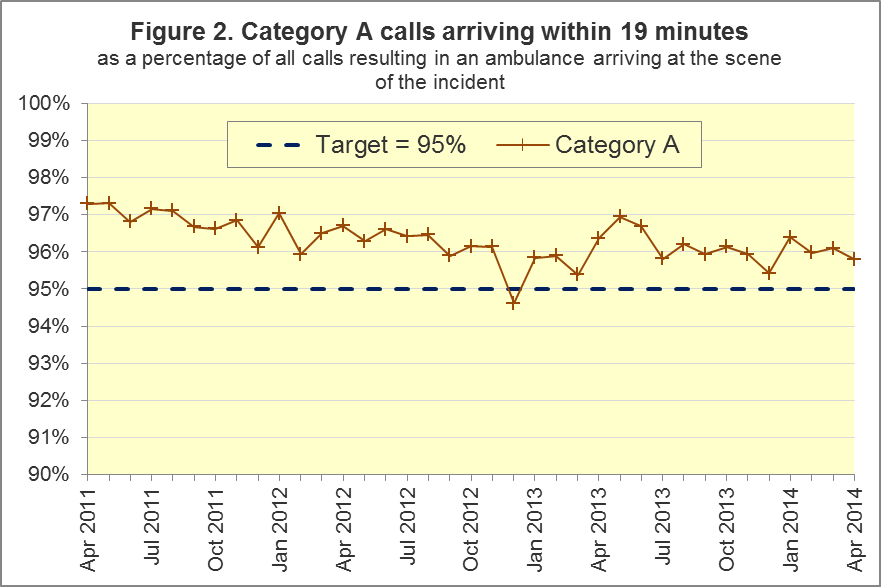 Figure 2. Category A calls arriving within 19 minutes
as a percentage of all calls resulting in an ambulance arriving at the scene
of the incident
100%
99%
98%
97%
96%
95%
94%
93%
92%
91%
90%
Target = 95%
Category A
Apr 2011
Jul 2011
Oct 2011
Jan 2012
Apr 2012
Jul 2012
Oct 2012
Jan 2013
Apr 2013
Jul 2013
Oct 2013
Jan 2014
Apr 2014